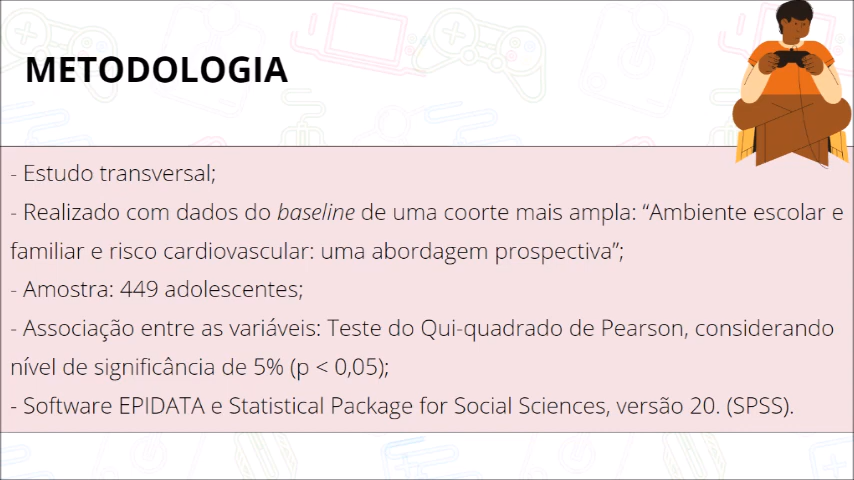 METODOLOGIA
- Estudo transversal;
- Realizado com dados do baseline de uma coorte mais ampla: “Ambiente escolar e
familiar e risco cardiovascular: uma abordagem prospectiva”;
- Amostra: 449 adolescentes;
- Associação entre as variáveis: Teste do Qui-quadrado de Pearson, considerando
nível de significância de 5% (p < 0,05);
- Software EPIDATA e Statistical Package for Social Sciences, versão 20. (SPSS).